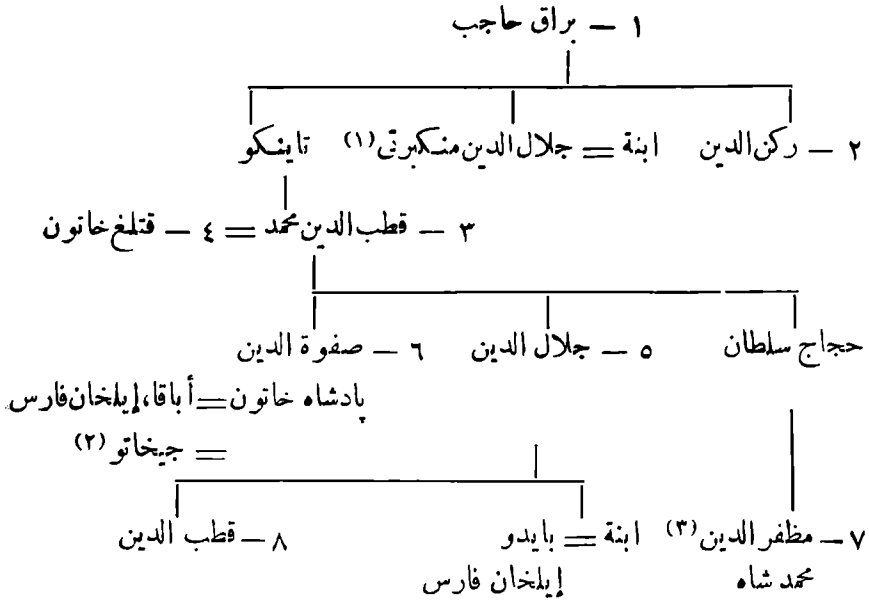 ١ — براق حاجب
٢ — ركن الدين ابنة = جلال الدين منكبرتى (١) تاينكو
٣ — قطب الدين محمد = ٤ — قتلغ خاتون
حجاج سلطان ٥ — جلال الدين ٦ — صفوة الدين
پادشاه خاتون = أباقا، إيلخان فارس
= جيخاتو (٢)
٧ — مظفر الدين (٣) ابنة = بايدو ٨ — قطب الدين
محمد شاه إيلخان فارس